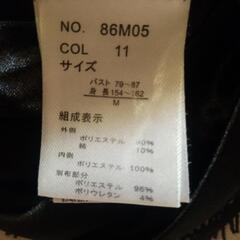 NO. 86M05
COL 11
サイズ
バスト 79~87
身長 154~162
M
組成表示
外側
ポリエステル 90%
綿 10%
内側
ポリエステル 100%
別布部分
ポリエステル 96%
ポリウレタン 4%